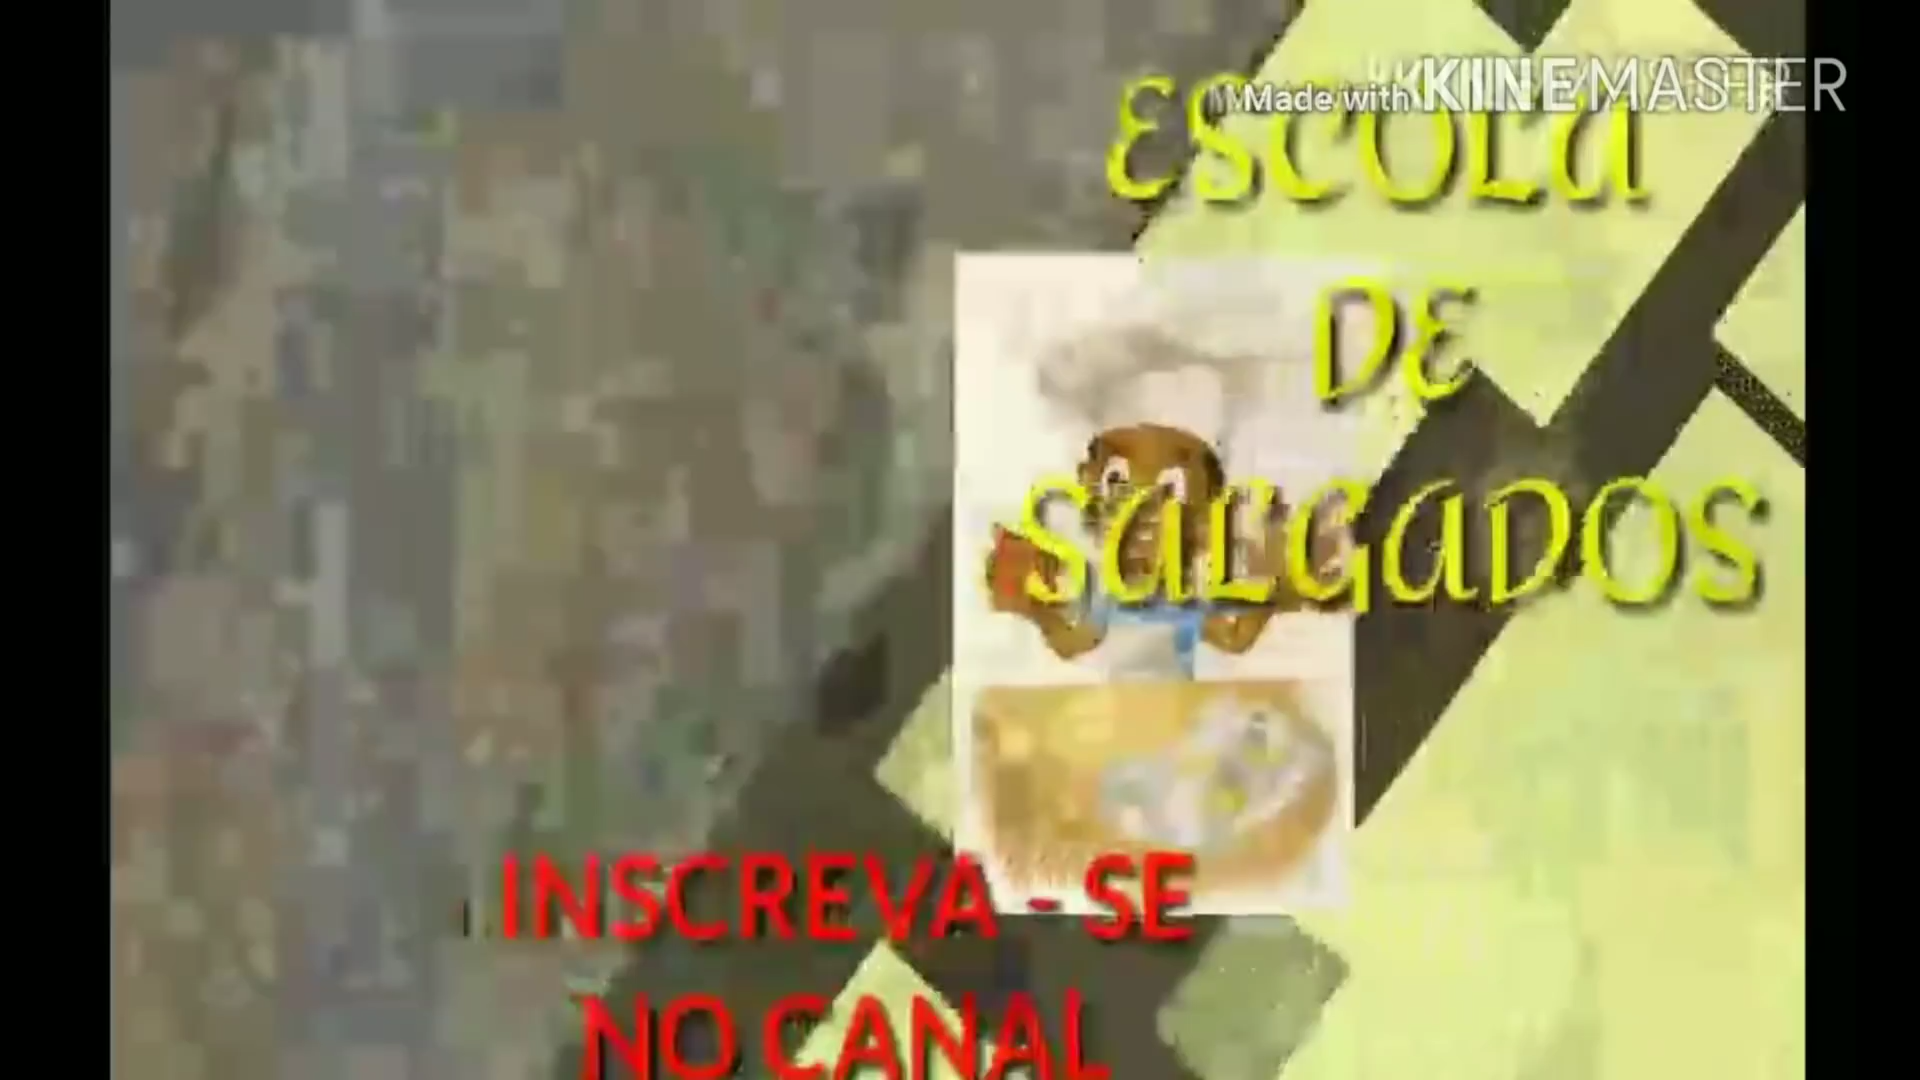 Made with KINEMASTER
ESCOLA
DE
SALGADOS
INSCREVA - SE
NO CANAL